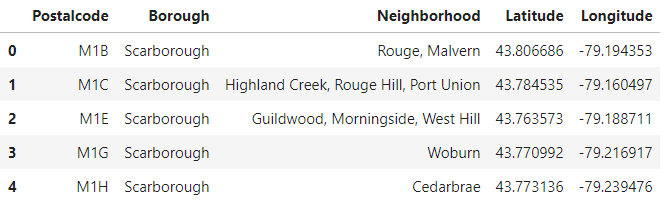 Postalcode Borough Neighborhood Latitude Longitude
0 M1B Scarborough Rouge, Malvern 43.806686 -79.194353
1 M1C Scarborough Highland Creek, Rouge Hill, Port Union 43.784535 -79.160497
2 M1E Scarborough Guildwood, Morningside, West Hill 43.763573 -79.188711
3 M1G Scarborough Woburn 43.770992 -79.216917
4 M1H Scarborough Cedarbrae 43.773136 -79.239476